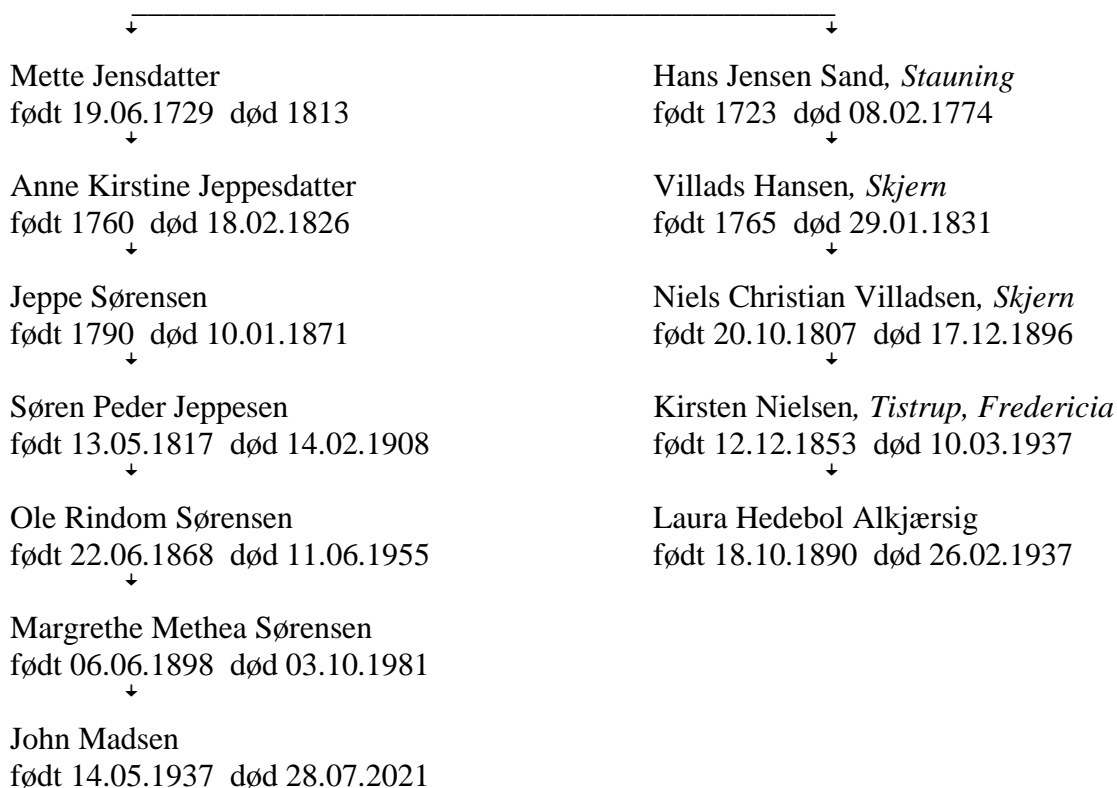 Mette Jensdatter
født 19.06.1729 død 1813
Anne Kirstine Jeppesdatter
født 1760 død 18.02.1826
Jeppe Sørensen
født 1790 død 10.01.1871
Søren Peder Jeppesen
født 13.05.1817 død 14.02.1908
Ole Rindom Sørensen
født 22.06.1868 død 11.06.1955
Margrethe Methea Sørensen
født 06.06.1898 død 03.10.1981
John Madsen
født 14.05.1937 død 28.07.2021
Hans Jensen Sand, Stauning
født 1723 død 08.02.1774
Villads Hansen, Skjern
født 1765 død 29.01.1831
Niels Christian Villadsen, Skjern
født 20.10.1807 død 17.12.1896
Kirsten Nielsen, Tistrup, Fredericia
født 12.12.1853 død 10.03.1937
Laura Hedebol Alkjærsig
født 18.10.1890 død 26.02.1937